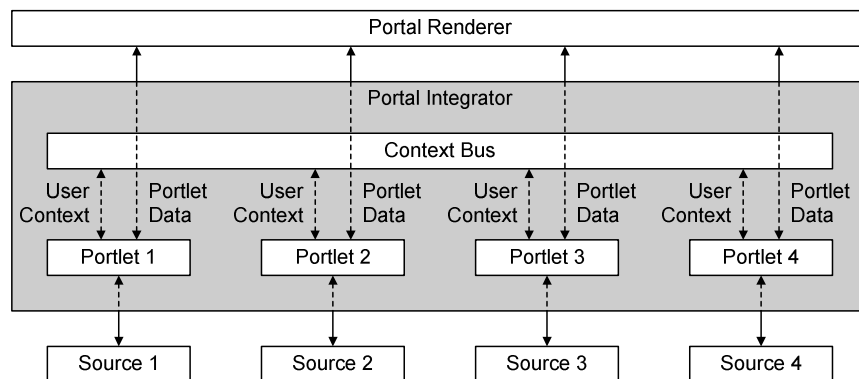 Portal Renderer
Portal Integrator
Context Bus
User Context
Portlet Data
User Context
Portlet Data
User Context
Portlet Data
User Context
Portlet Data
Portlet 1
Portlet 2
Portlet 3
Portlet 4
Source 1
Source 2
Source 3
Source 4